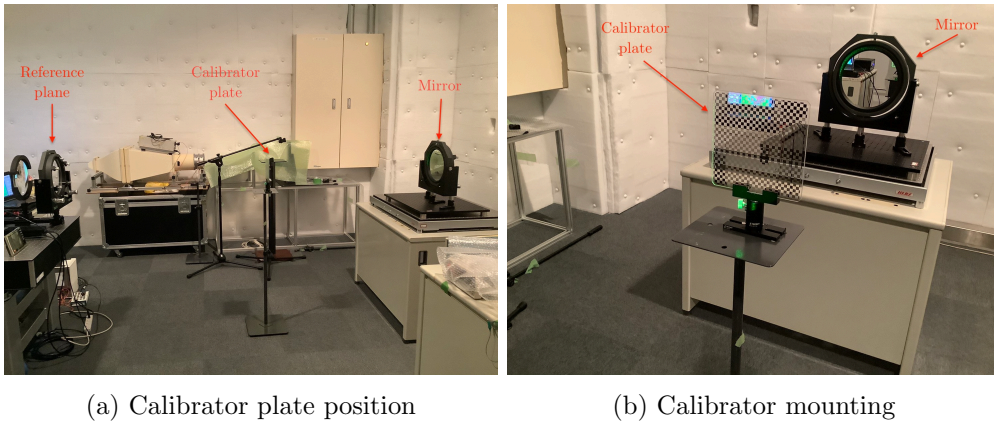 Reference
plane
Calibrator
plate
Mirror
Calibrator
plate
Mirror
(a) Calibrator plate position
(b) Calibrator mounting